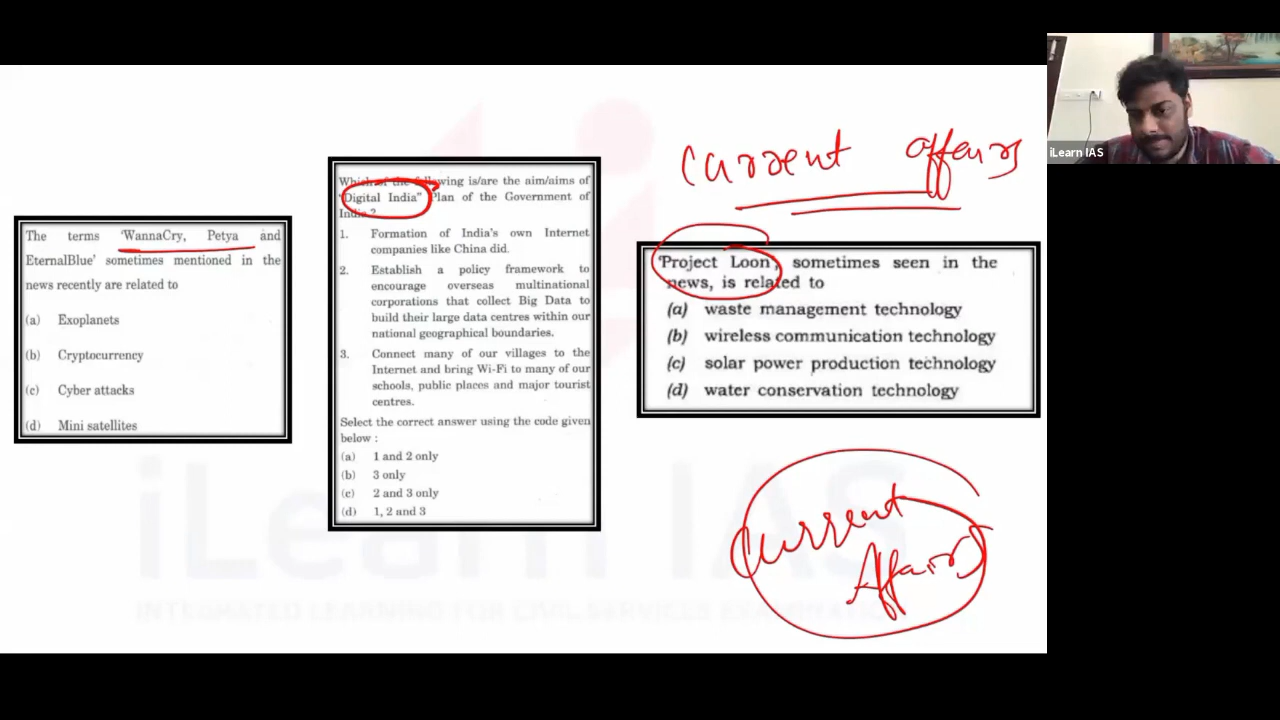 iLearn IAS
Current affairs
The terms 'WannaCry, Petya and
EternalBlue' sometimes mentioned in the
news recently are related to
(a) Exoplanets
(b) Cryptocurrency
(c) Cyber attacks
(d) Mini satellites
Which of the following is/are the aim/aims of
"Digital India" Plan of the Government of
India?
1. Formation of India's own Internet
companies like China did.
2. Establish a policy framework to
encourage overseas multinational
corporations that collect Big Data to
build their large data centres within our
national geographical boundaries.
3. Connect many of our villages to the
Internet and bring Wi-Fi to many of our
schools, public places and major tourist
centres.
Select the correct answer using the code given
below :
(a) 1 and 2 only
(b) 3 only
(c) 2 and 3 only
(d) 1, 2 and 3
'Project Loon', sometimes seen in the
news, is related to
(a) waste management technology
(b) wireless communication technology
(c) solar power production technology
(d) water conservation technology
Current
Affairs
iLearn IAS
INTEGRATED LEARNING FOR CIVIL SERVICES EXAMINATION